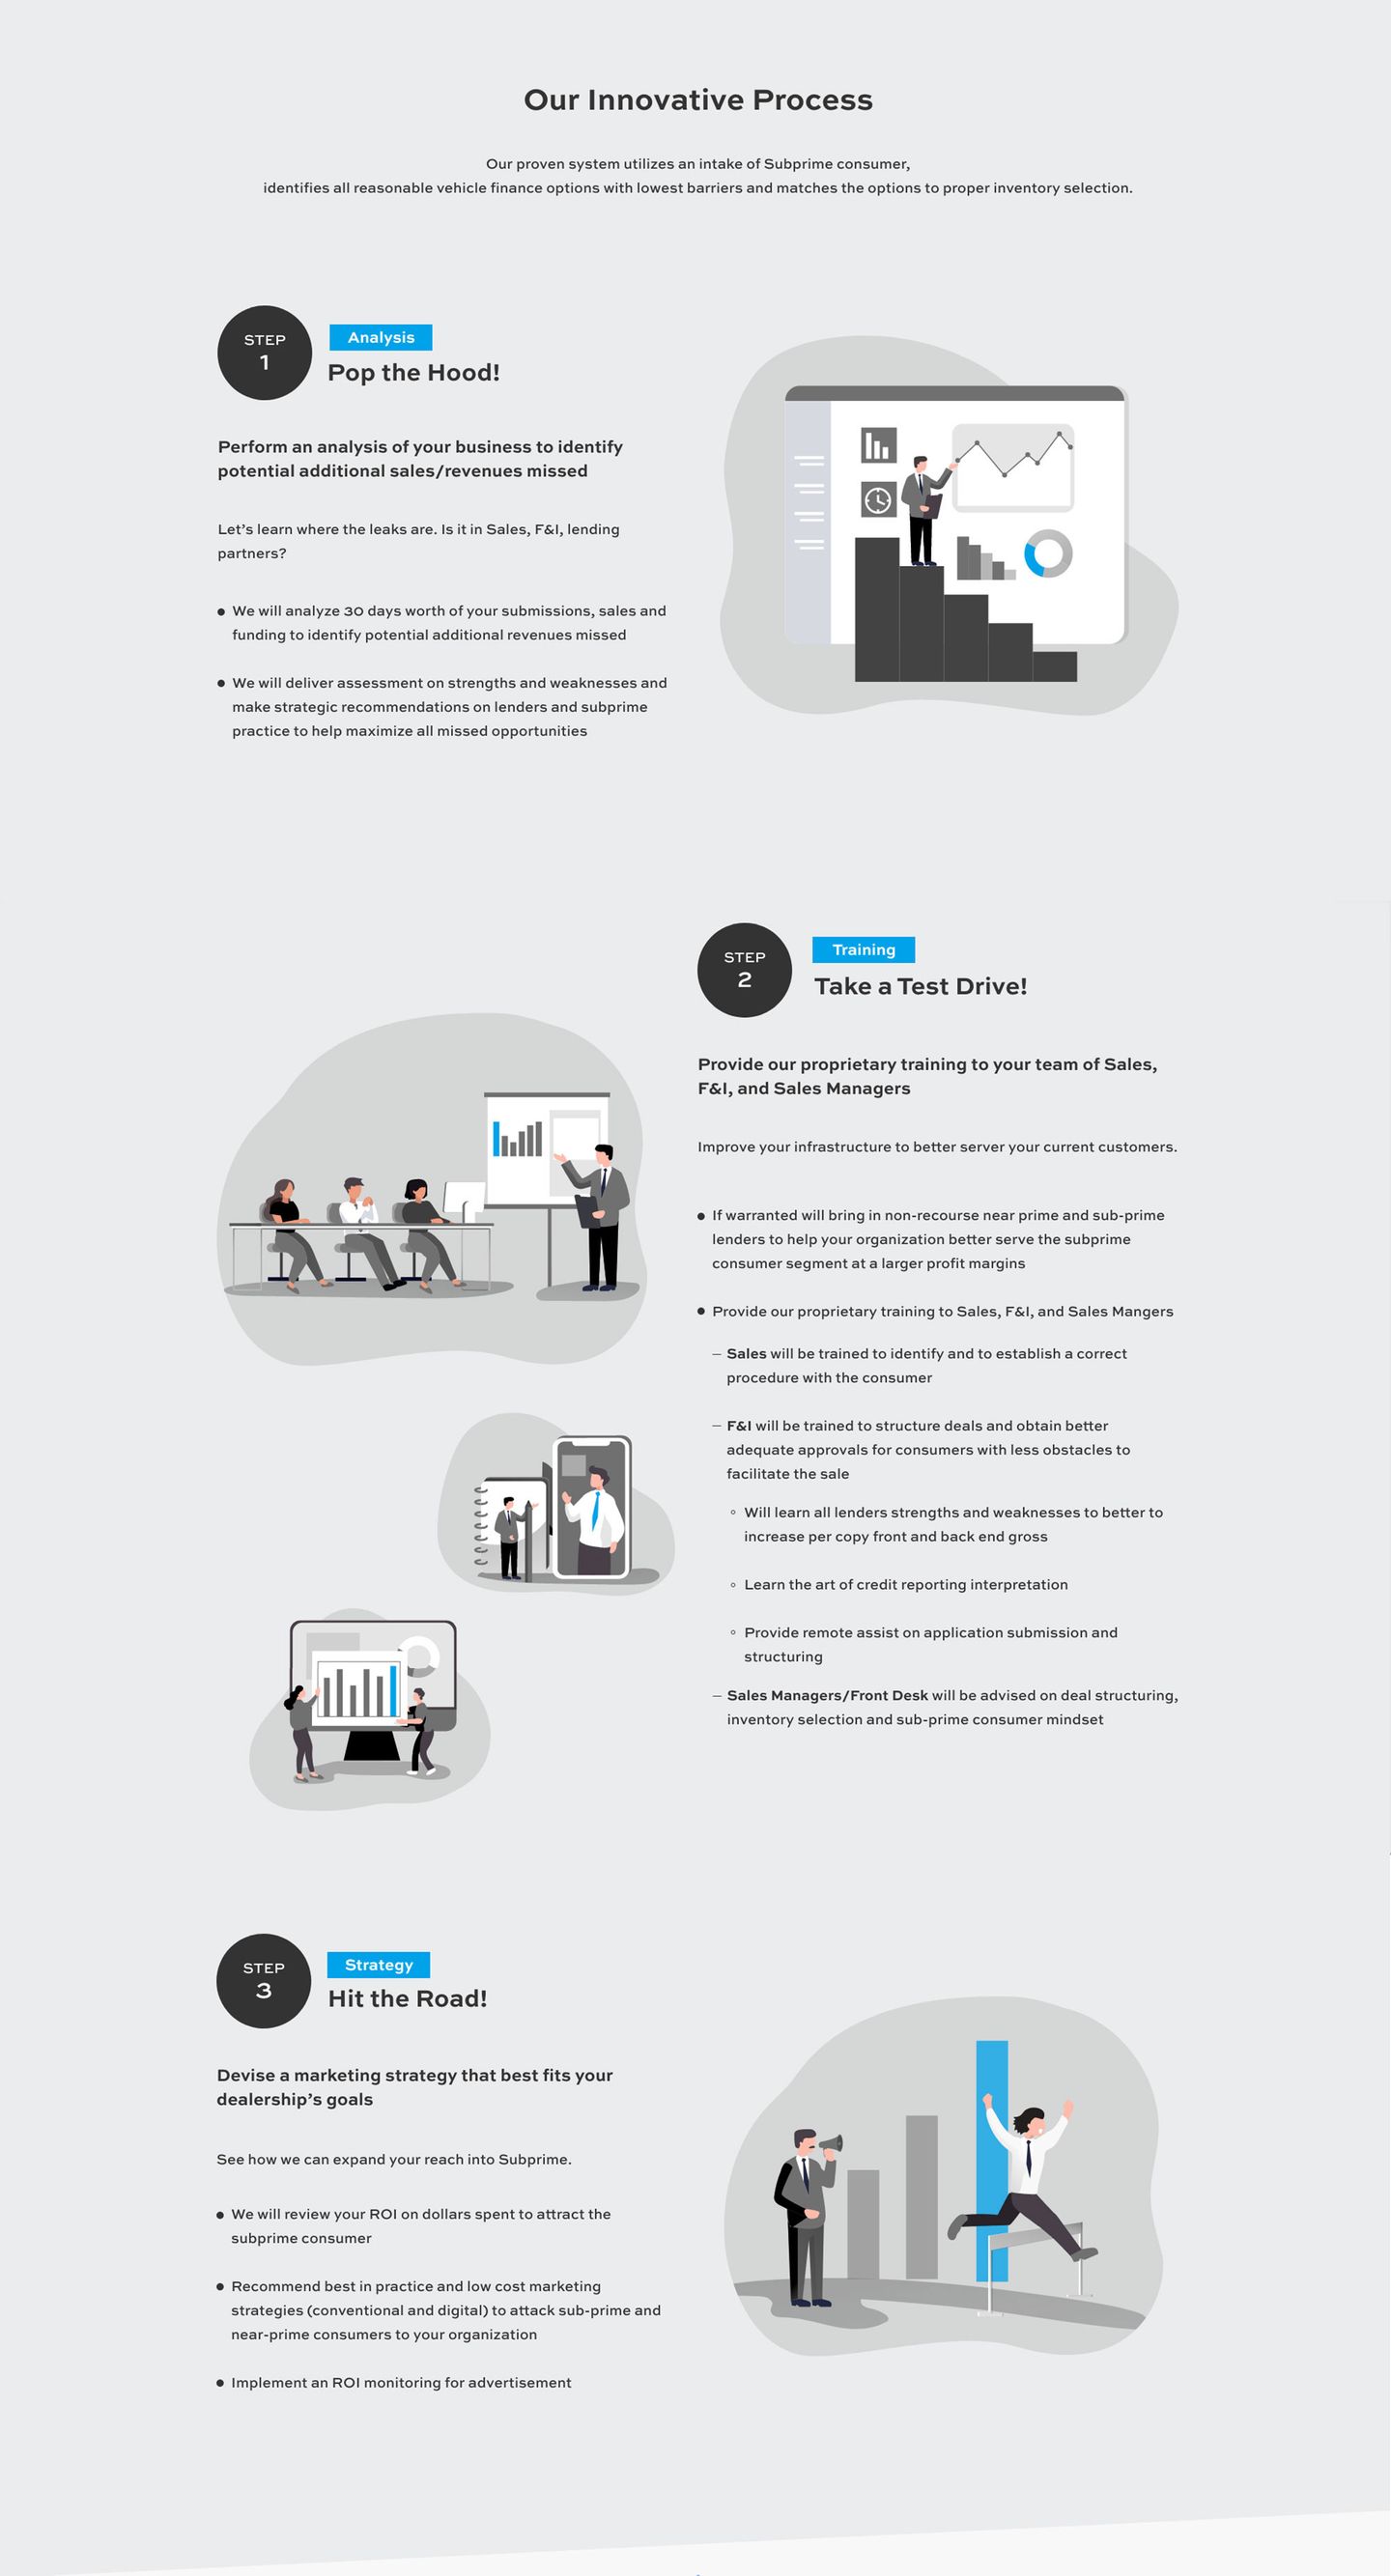 Our Innovative Process
Our proven system utilizes an intake of Subprime consumer,
identifies all reasonable vehicle finance options with lowest barriers and matches the options to proper inventory selection.
STEP
1
Analysis
Pop the Hood!
Perform an analysis of your business to identify
potential additional sales/revenues missed
Let’s learn where the leaks are. Is it in Sales, F&I, lending
partners?
● We will analyze 30 days worth of your submissions, sales and
funding to identify potential additional revenues missed
● We will deliver assessment on strengths and weaknesses and
make strategic recommendations on lenders and subprime
practice to help maximize all missed opportunities
STEP
2
Training
Take a Test Drive!
Provide our proprietary training to your team of Sales,
F&I, and Sales Managers
Improve your infrastructure to better server your current customers.
● If warranted will bring in non-recourse near prime and sub-prime
lenders to help your organization better serve the subprime
consumer segment at a larger profit margins
● Provide our proprietary training to Sales, F&I, and Sales Mangers
– Sales will be trained to identify and to establish a correct
procedure with the consumer
– F&I will be trained to structure deals and obtain better
adequate approvals for consumers with less obstacles to
facilitate the sale
◦ Will learn all lenders strengths and weaknesses to better to
increase per copy front and back end gross
◦ Learn the art of credit reporting interpretation
◦ Provide remote assist on application submission and
structuring
– Sales Managers/Front Desk will be advised on deal structuring,
inventory selection and sub-prime consumer mindset
STEP
3
Strategy
Hit the Road!
Devise a marketing strategy that best fits your
dealership’s goals
See how we can expand your reach into Subprime.
● We will review your ROI on dollars spent to attract the
subprime consumer
● Recommend best in practice and low cost marketing
strategies (conventional and digital) to attack sub-prime and
near-prime consumers to your organization
● Implement an ROI monitoring for advertisement